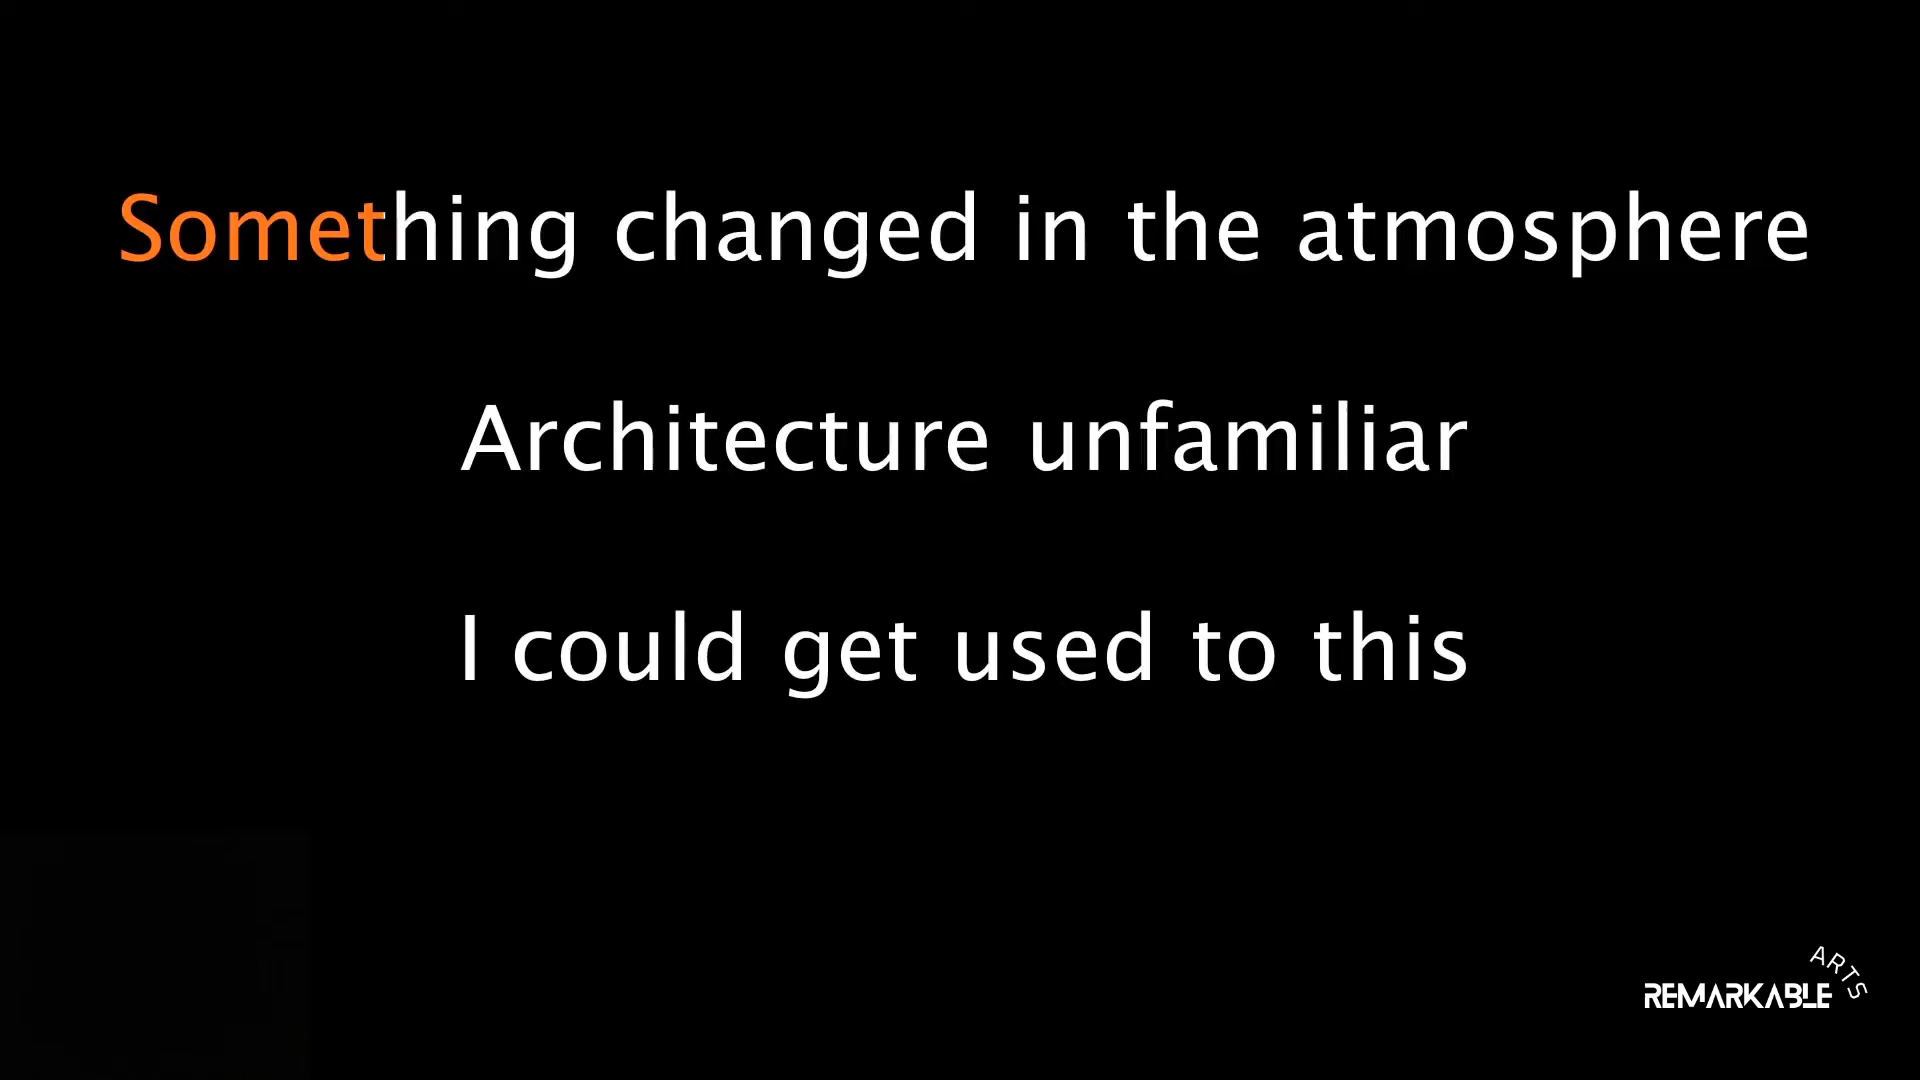 Something changed in the atmosphere
Architecture unfamiliar
I could get used to this
ARTS
REMARKABLE